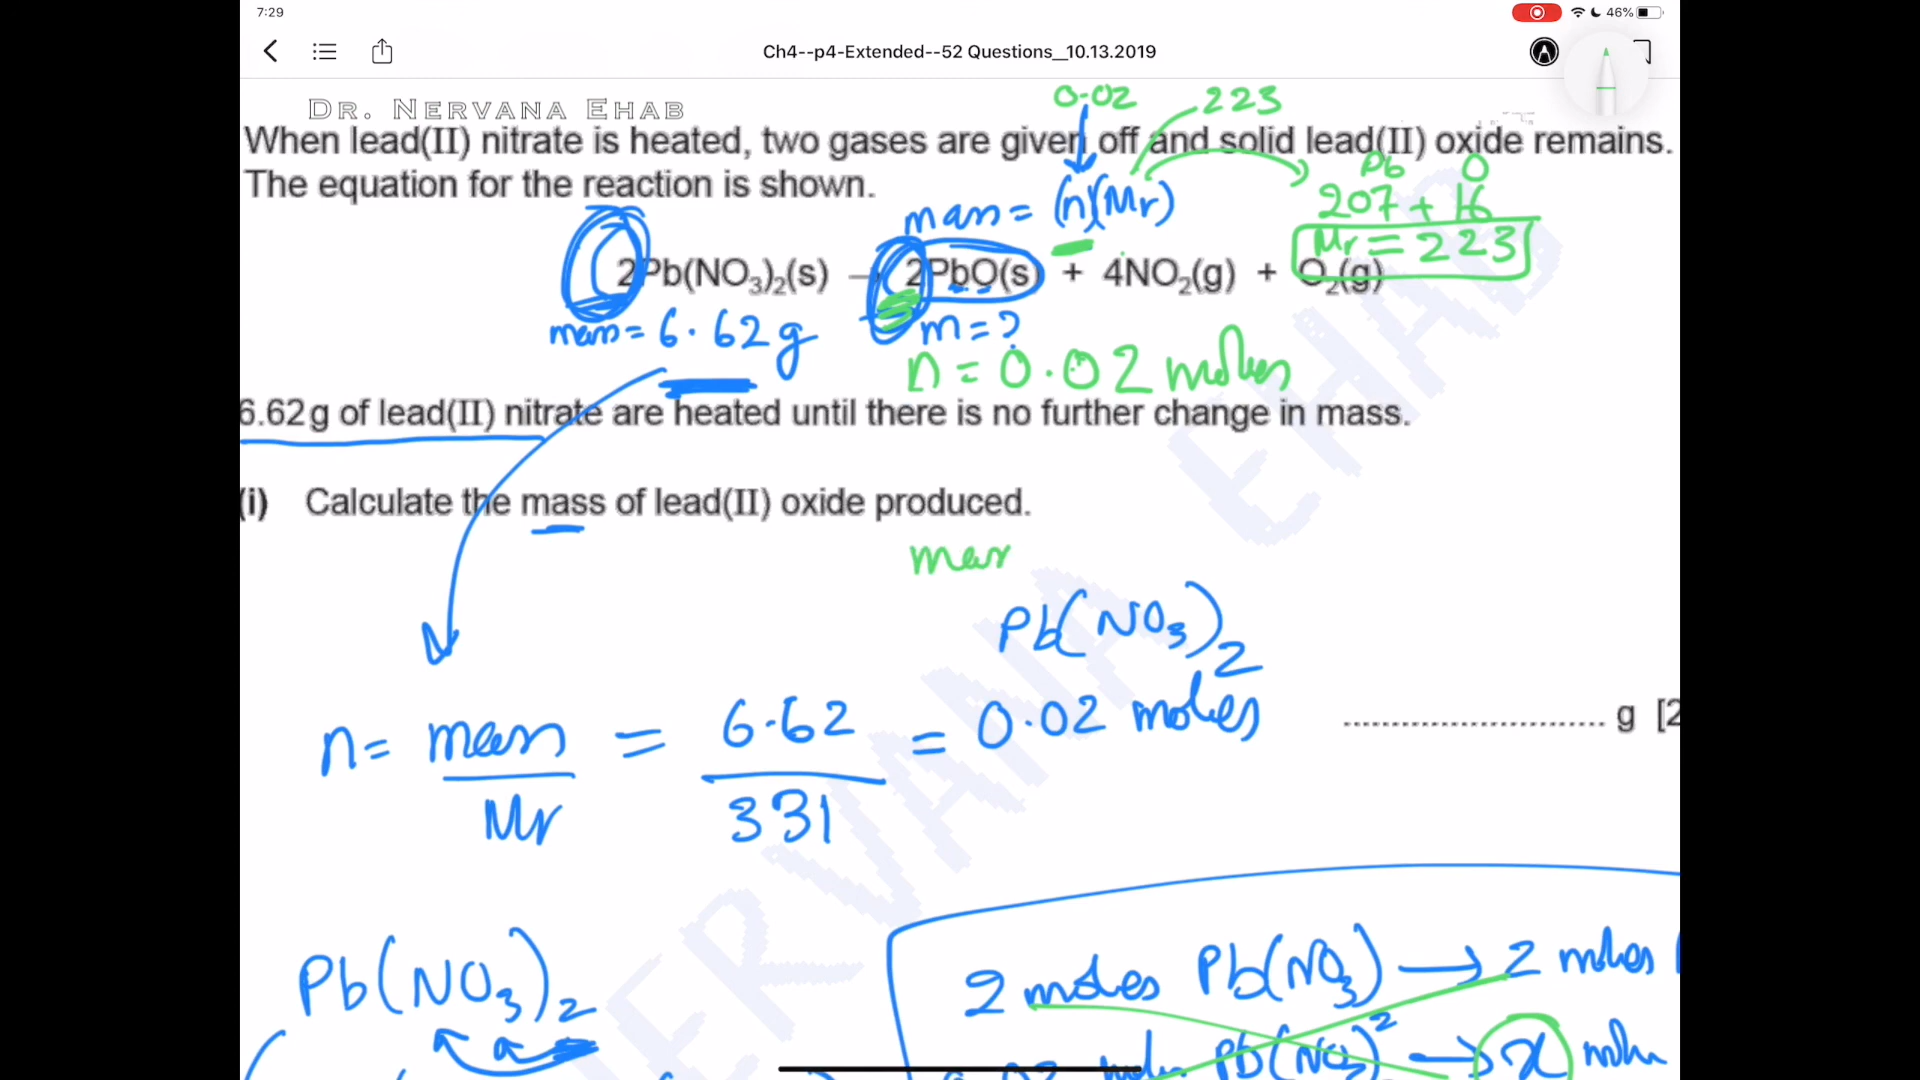 7:29
46%
Ch4--p4-Extended--52 Questions__10.13.2019
DR. NERVANA EHAB
0.02
223
When lead(II) nitrate is heated, two gases are given off and solid lead(II) oxide remains.
Pb O
The equation for the reaction is shown.
mass = (n)(Mr)
207 + 16
Mr = 223
2Pb(NO₃)₂(s) → 2PbO(s) + 4NO₂(g) + O₂(g)
mass = 6.62 g
m = ?
n = 0.02 moles
6.62g of lead(II) nitrate are heated until there is no further change in mass.
(i) Calculate the mass of lead(II) oxide produced.
mas
Pb(NO₃)₂
n = mass / Mr = 6.62 / 331 = 0.02 moles
g [2
Pb(NO₃)₂
2 moles Pb(NO₃)₂ → 2 moles
Pb(NO₃) → x
EHAB